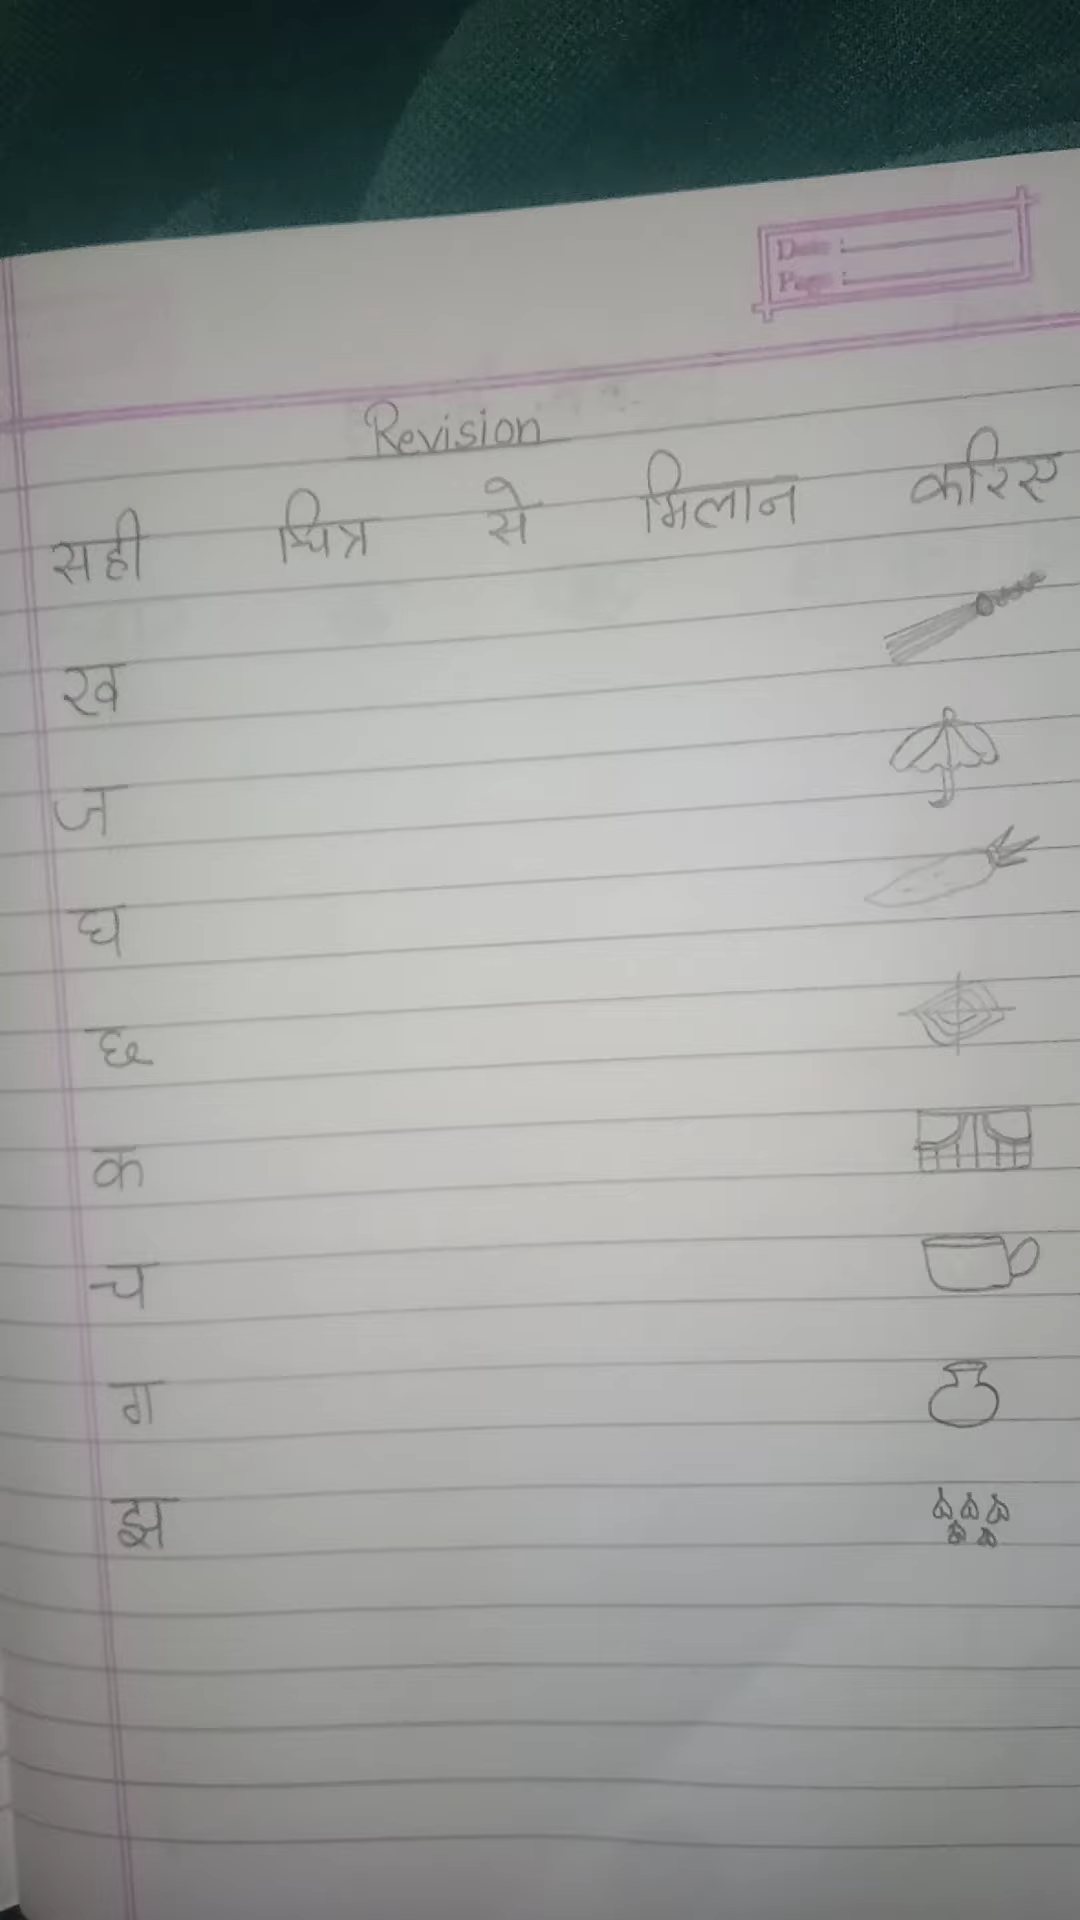 Date :
Page :
Revision
सही चित्र से मिलान करिए
ख
ज
घ
छ
क
च
ग
झ